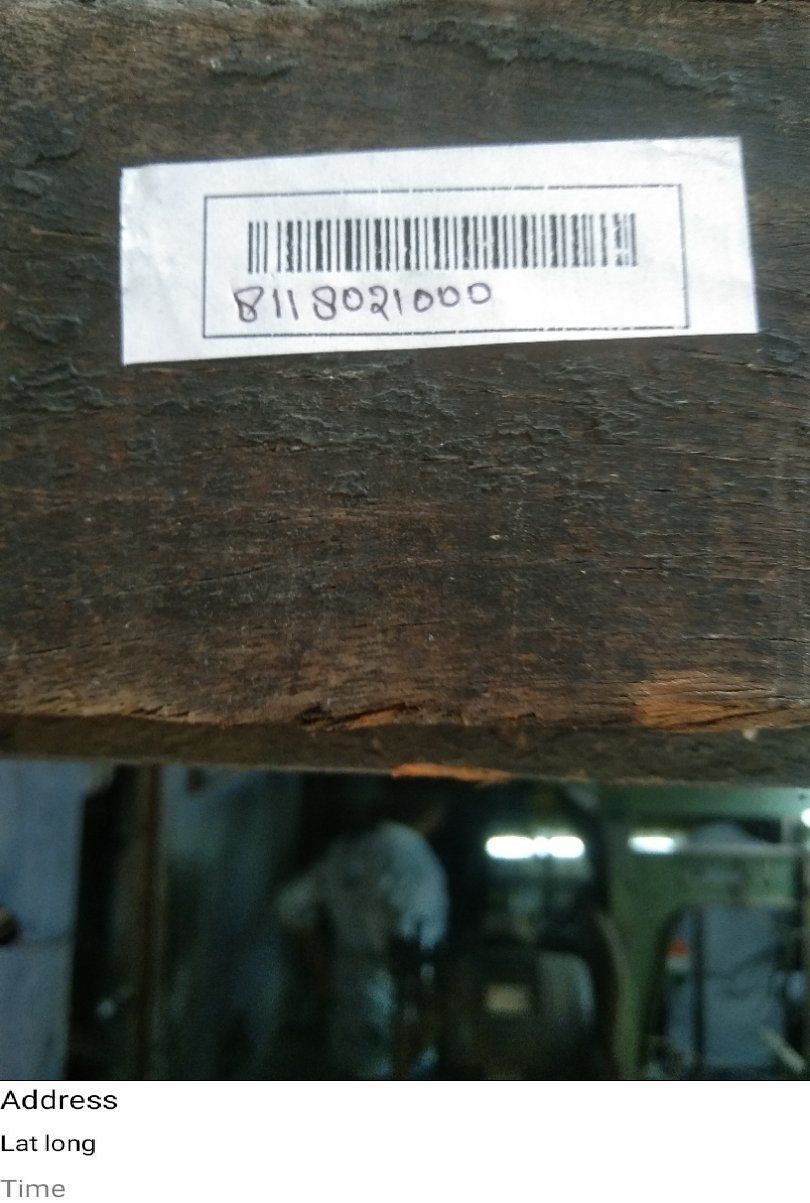 8118021000
Address
Lat long
Time